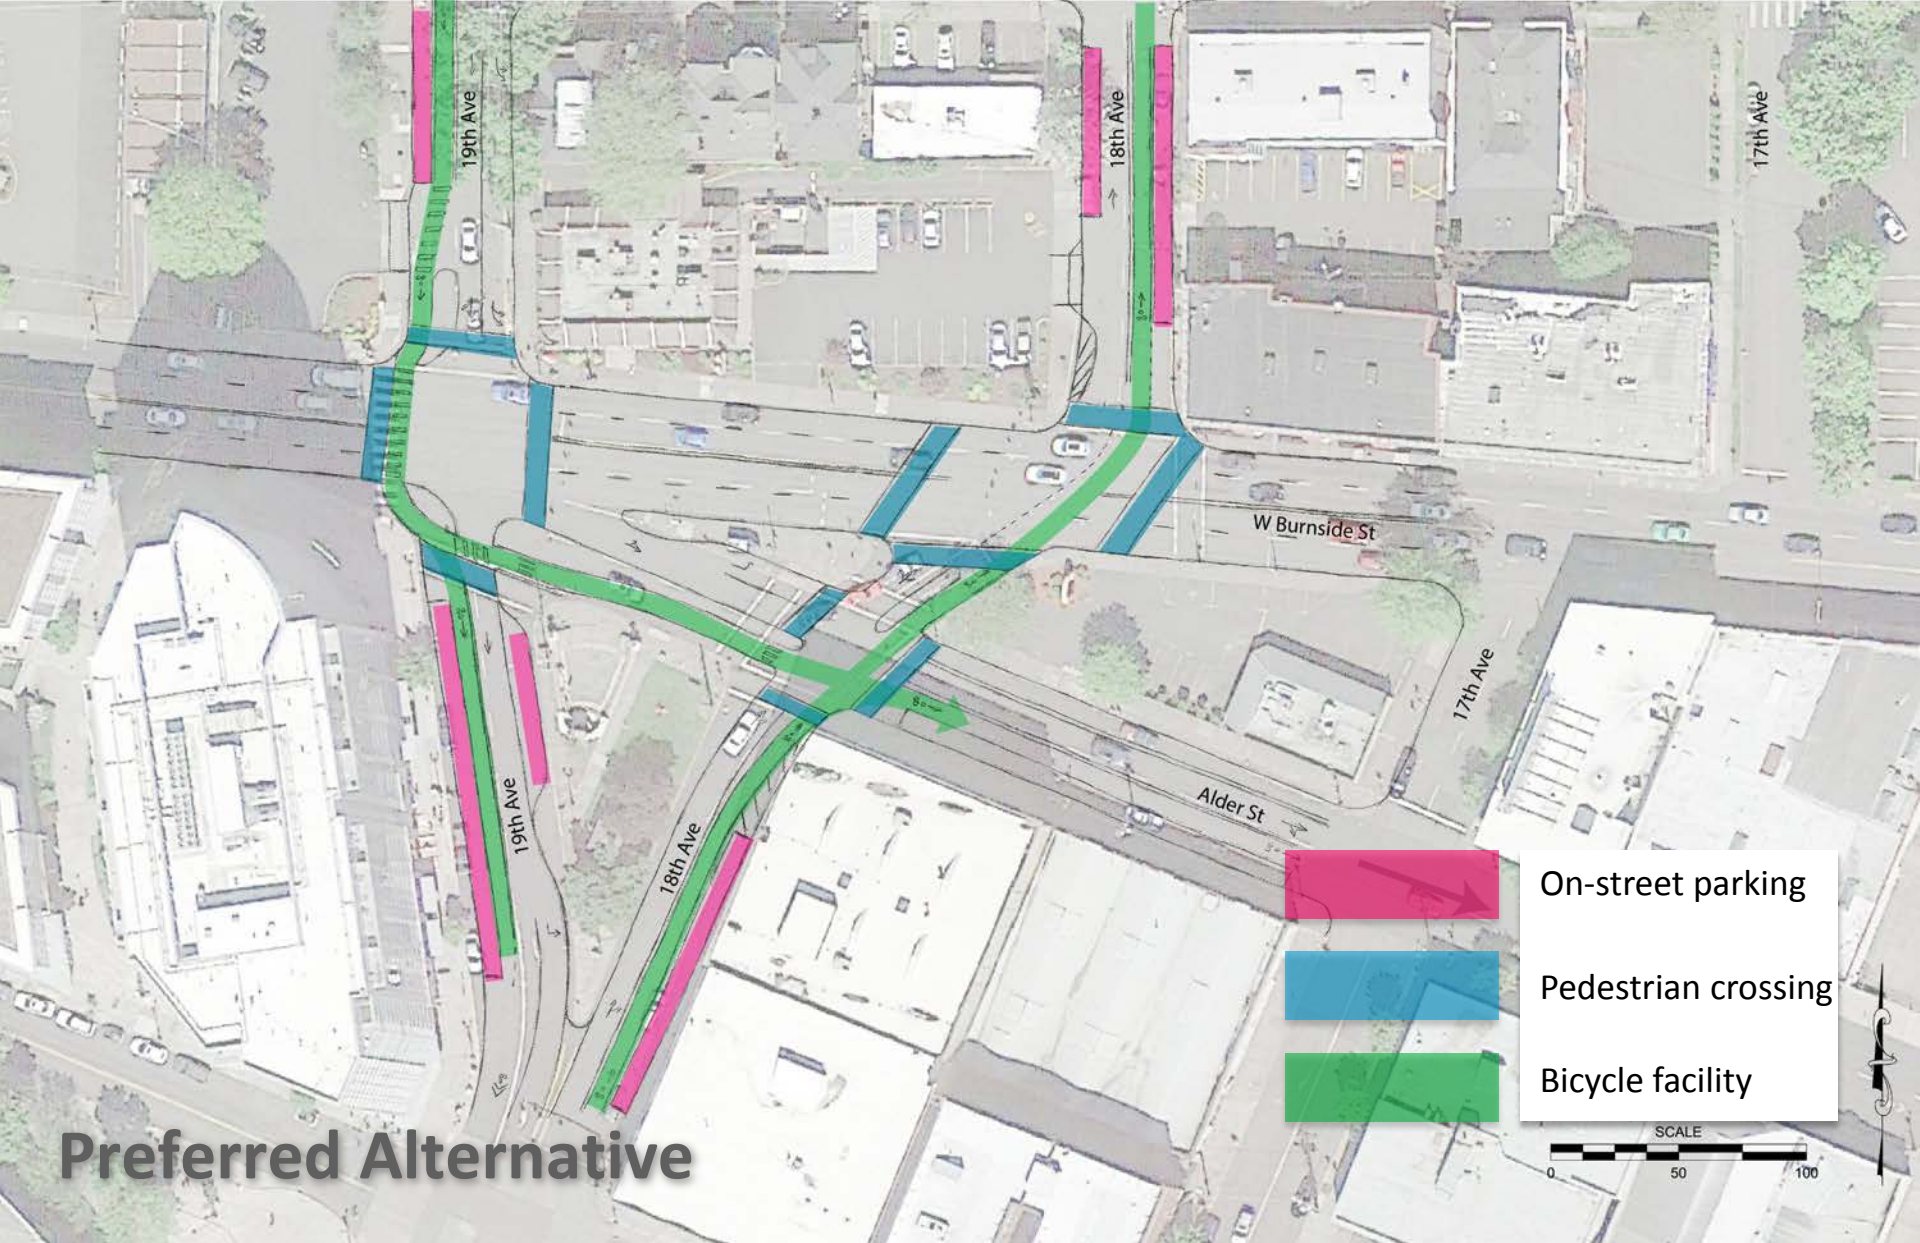 19th Ave
18th Ave
17th Ave
W Burnside St
17th Ave
19th Ave
18th Ave
Alder St
On-street parking
Pedestrian crossing
Bicycle facility
SCALE
0 50 100
Preferred Alternative